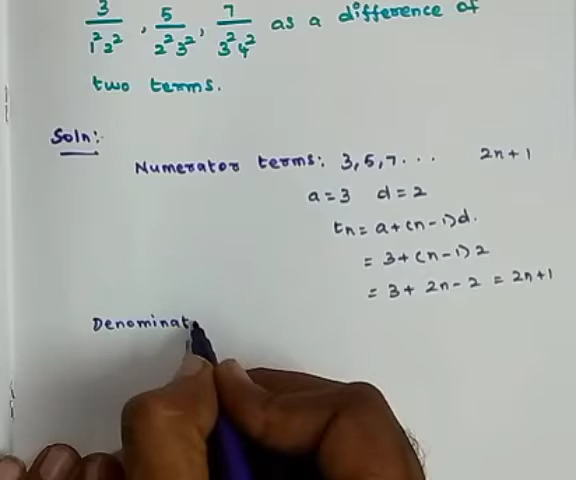 3/1²2², 5/2²3², 7/3²4² as a difference of
two terms.
Soln:
Numerator terms: 3, 5, 7 ... 2n+1
a = 3 d = 2
tn = a + (n-1)d.
= 3 + (n-1) 2
= 3 + 2n - 2 = 2n+1
Denominat